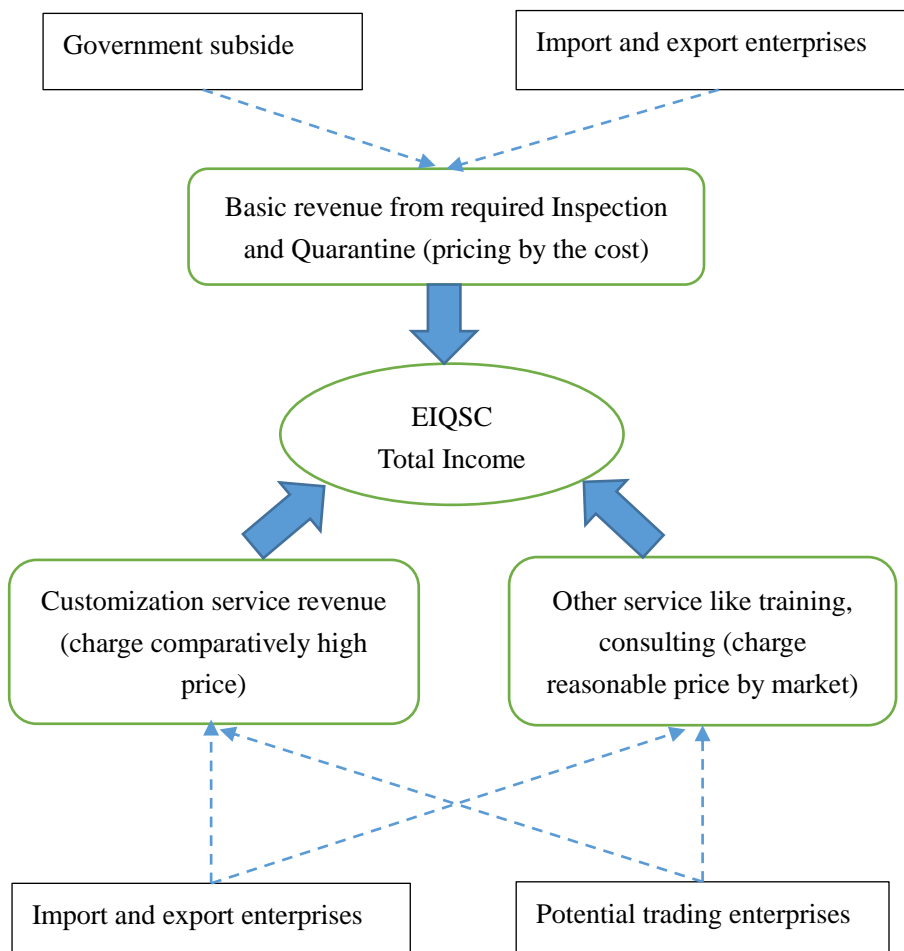 Government subside
Import and export enterprises
Basic revenue from required Inspection
and Quarantine (pricing by the cost)
EIQSC
Total Income
Customization service revenue
(charge comparatively high
price)
Other service like training,
consulting (charge
reasonable price by market)
Import and export enterprises
Potential trading enterprises